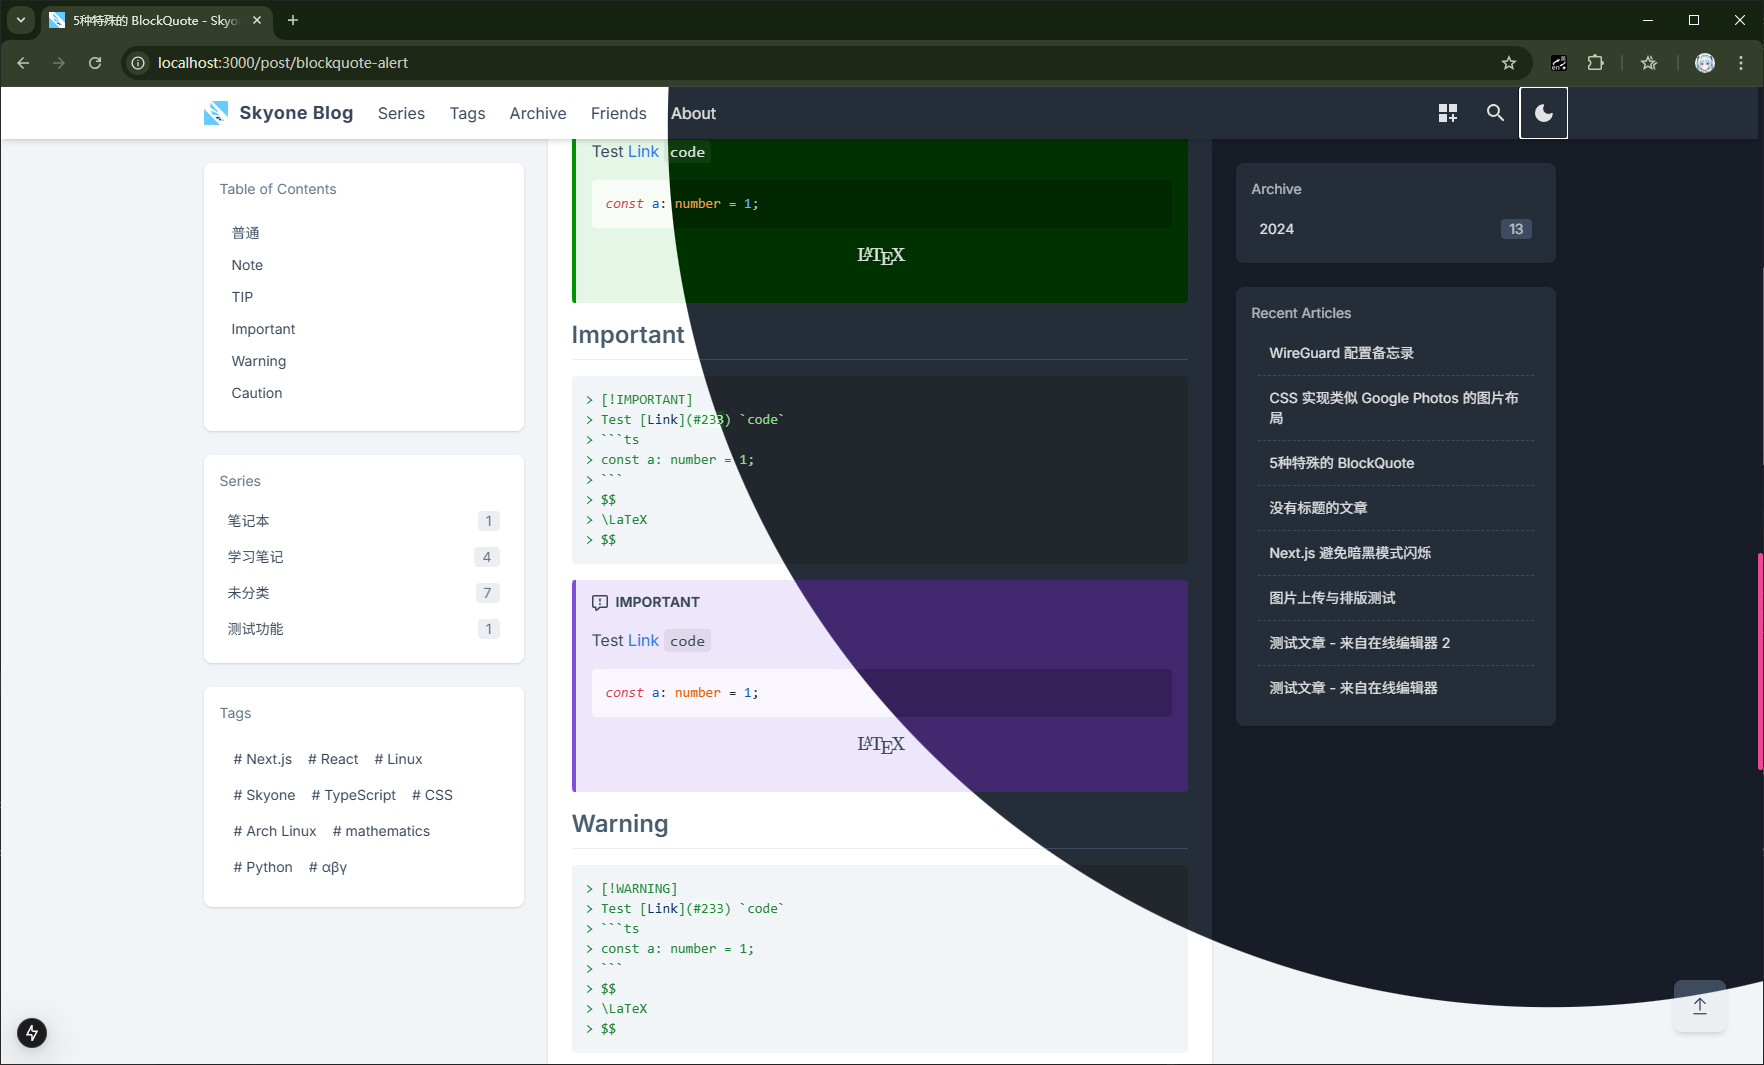 5种特殊的 BlockQuote - Skyo
localhost:3000/post/blockquote-alert
Skyone Blog
Series
Tags
Archive
Friends
About
Table of Contents
普通
Note
TIP
Important
Warning
Caution
Series
笔记本 1
学习笔记 4
未分类 7
测试功能 1
Tags
# Next.js # React # Linux
# Skyone # TypeScript # CSS
# Arch Linux # mathematics
# Python # αβγ
Test Link code
const a: number = 1;
LATEX
Important
> [!IMPORTANT]
> Test [Link](#233) `code`
> ```ts
> const a: number = 1;
> ```
> $$
> \LaTeX
> $$
IMPORTANT
Test Link code
const a: number = 1;
LATEX
Warning
> [!WARNING]
> Test [Link](#233) `code`
> ```ts
> const a: number = 1;
> ```
> $$
> \LaTeX
> $$
Archive
2024 13
Recent Articles
WireGuard 配置备忘录
CSS 实现类似 Google Photos 的图片布
局
5种特殊的 BlockQuote
没有标题的文章
Next.js 避免暗黑模式闪烁
图片上传与排版测试
测试文章 - 来自在线编辑器 2
测试文章 - 来自在线编辑器